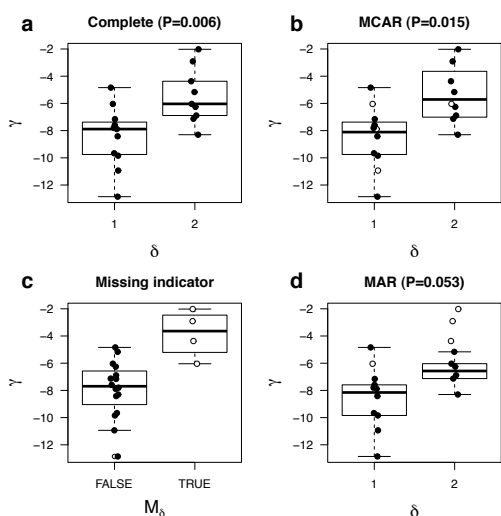 a Complete (P=0.006)
−2
−4
−6
−8
−10
−12
γ
1 2
δ
b MCAR (P=0.015)
−2
−4
−6
−8
−10
−12
γ
1 2
δ
c Missing indicator
−2
−4
−6
−8
−10
−12
γ
FALSE TRUE
Mδ
d MAR (P=0.053)
−2
−4
−6
−8
−10
−12
γ
1 2
δ